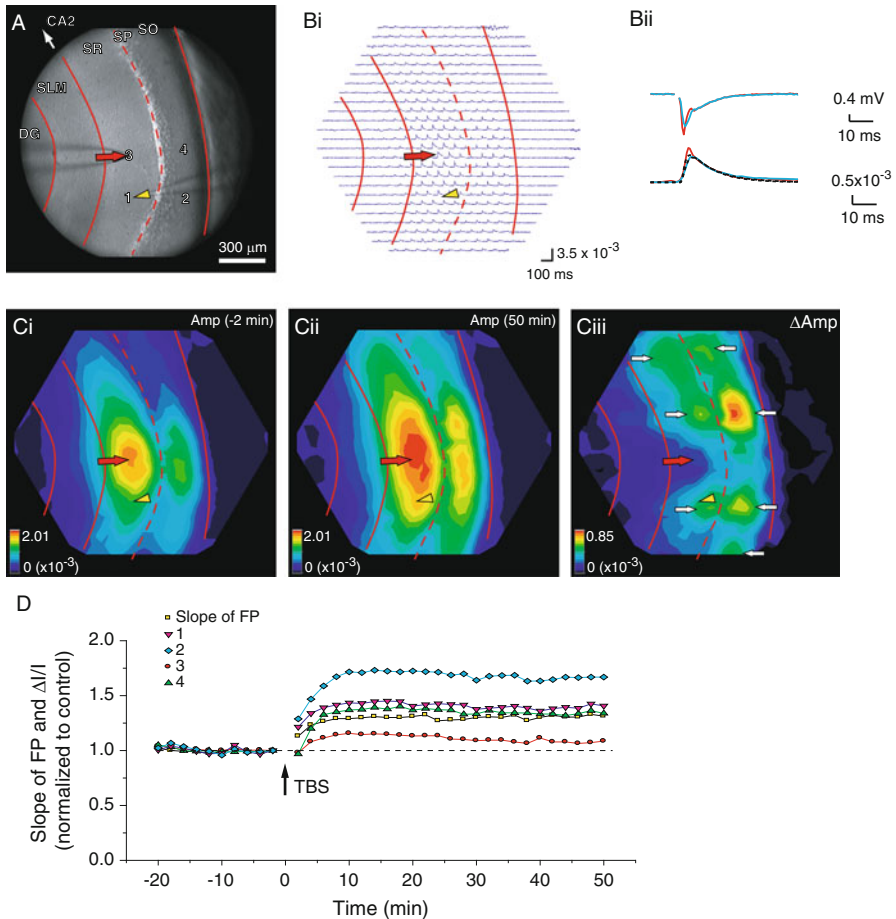 A
CA2
SR
SP
SO
SLM
DG
3
4
1
2
300 µm
Bi
3.5 x 10⁻³
100 ms
Bii
0.4 mV
10 ms
0.5x10⁻³
10 ms
Ci
Amp (-2 min)
2.01
0 (x10⁻³)
Cii
Amp (50 min)
2.01
0 (x10⁻³)
Ciii
ΔAmp
0.85
0 (x10⁻³)
D
Slope of FP
1
2
3
4
Slope of FP and ΔI/I
(normalized to control)
2.0
1.5
1.0
0.5
0.0
TBS
-20 -10 0 10 20 30 40 50
Time (min)